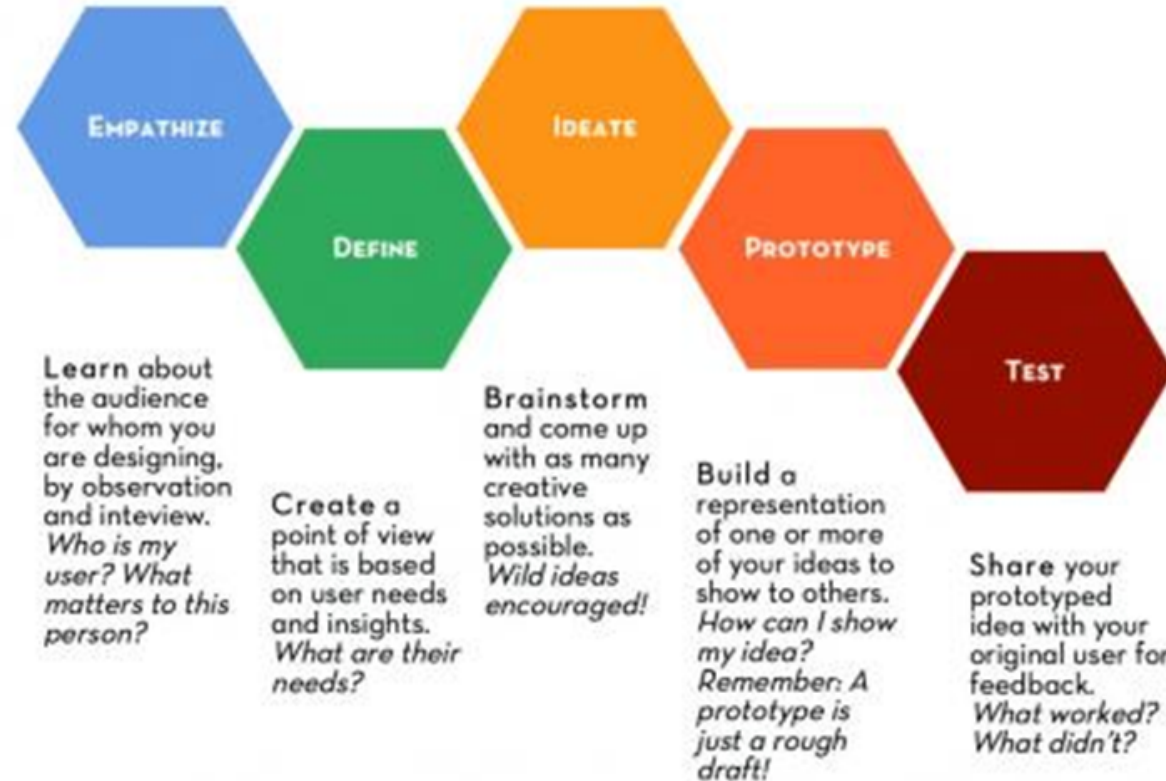 EMPATHIZE
DEFINE
IDEATE
PROTOTYPE
TEST
Learn about
the audience
for whom you
are designing,
by observation
and inteview.
Who is my
user? What
matters to this
person?
Create a
point of view
that is based
on user needs
and insights.
What are their
needs?
Brainstorm
and come up
with as many
creative
solutions as
possible.
Wild ideas
encouraged!
Build a
representation
of one or more
of your ideas to
show to others.
How can I show
my idea?
Remember: A
prototype is
just a rough
draft!
Share your
prototyped
idea with your
original user for
feedback.
What worked?
What didn't?